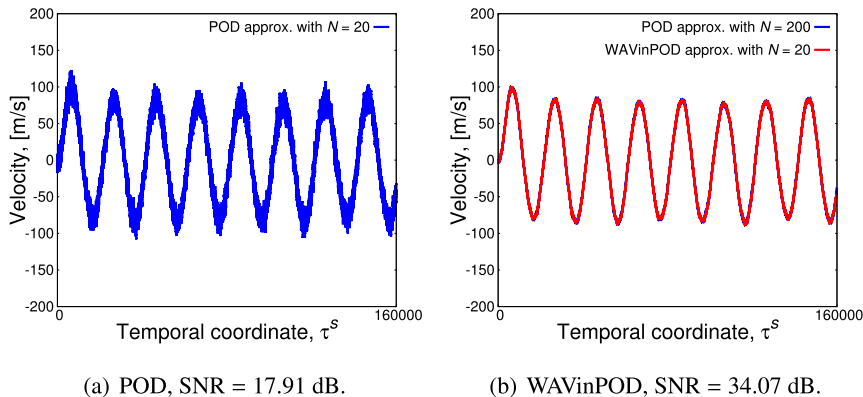 200
150
100
50
0
-50
-100
-150
-200
Velocity, [m/s]
POD approx. with N = 20
0
160000
Temporal coordinate, τˢ
(a) POD, SNR = 17.91 dB.
200
150
100
50
0
-50
-100
-150
-200
Velocity, [m/s]
POD approx. with N = 200
WAVinPOD approx. with N = 20
0
160000
Temporal coordinate, τˢ
(b) WAVinPOD, SNR = 34.07 dB.